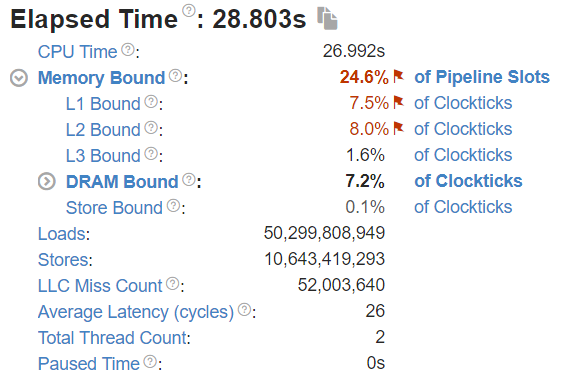 Elapsed Time ?: 28.803s
CPU Time ?: 26.992s
Memory Bound ?: 24.6% of Pipeline Slots
L1 Bound ?: 7.5% of Clockticks
L2 Bound ?: 8.0% of Clockticks
L3 Bound ?: 1.6% of Clockticks
DRAM Bound ?: 7.2% of Clockticks
Store Bound ?: 0.1% of Clockticks
Loads: 50,299,808,949
Stores: 10,643,419,293
LLC Miss Count ?: 52,003,640
Average Latency (cycles) ?: 26
Total Thread Count: 2
Paused Time ?: 0s